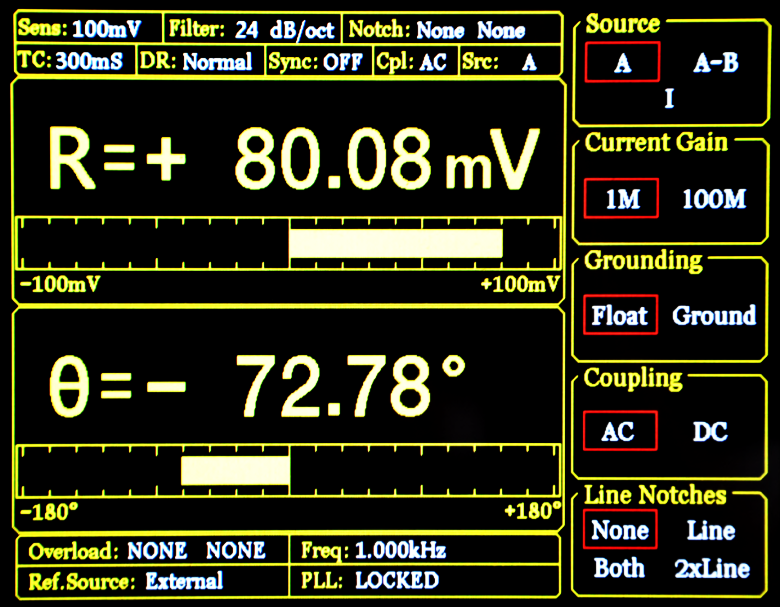 Sens: 100mV Filter: 24 dB/oct Notch: None None
TC: 300mS DR: Normal Sync: OFF Cpl: AC Src: A
R=+ 80.08 mV
-100mV +100mV
θ=- 72.78°
-180° +180°
Overload: NONE NONE Freq: 1.000kHz
Ref.Source: External PLL: LOCKED
Source
A A-B
I
Current Gain
1M 100M
Grounding
Float Ground
Coupling
AC DC
Line Notches
None Line
Both 2xLine